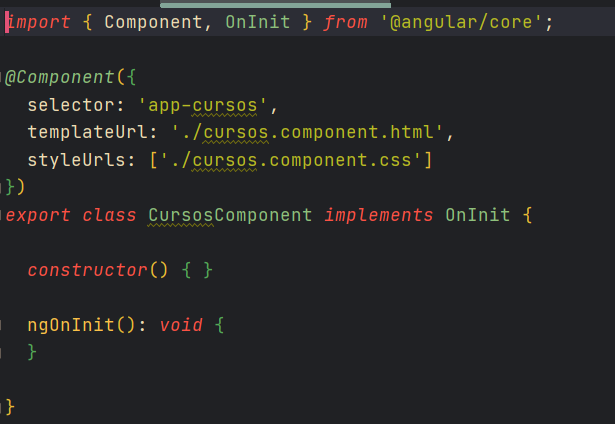 import { Component, OnInit } from '@angular/core';
@Component({
selector: 'app-cursos',
templateUrl: './cursos.component.html',
styleUrls: ['./cursos.component.css']
})
export class CursosComponent implements OnInit {
constructor() { }
ngOnInit(): void {
}
}